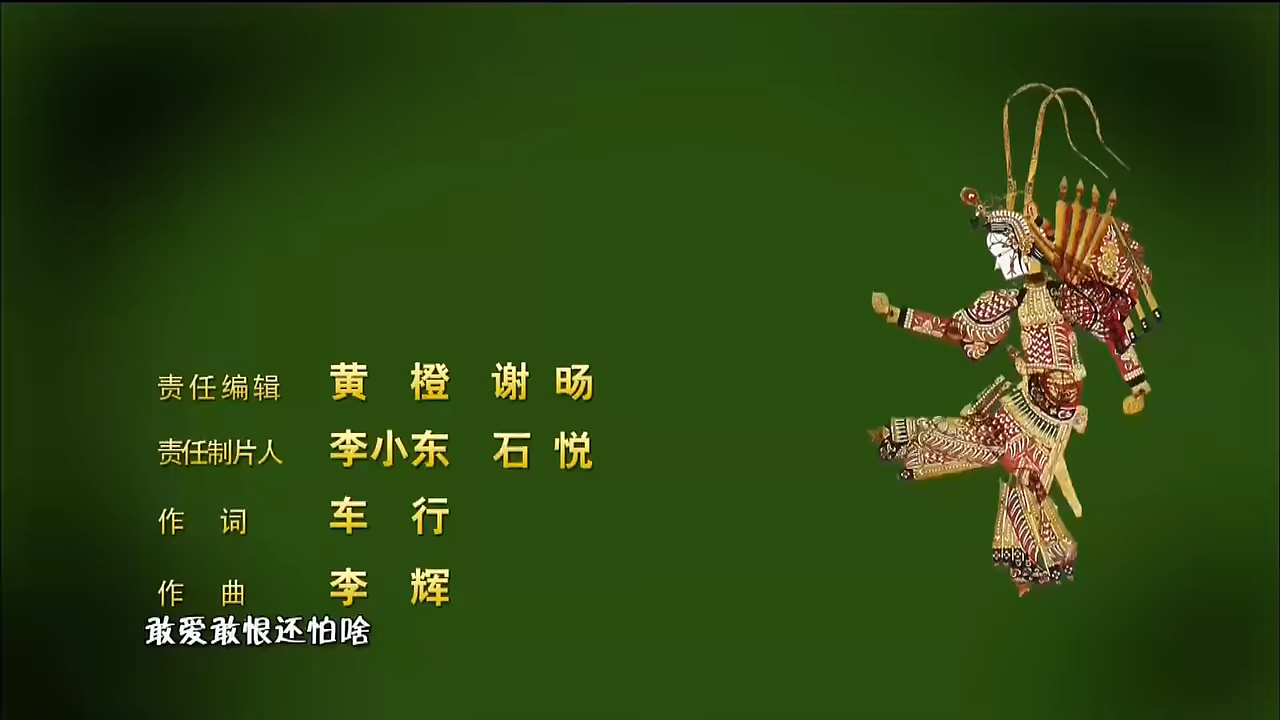 责任编辑 黄 橙 谢 旸
责任制片人 李小东 石 悦
作 词 车 行
作 曲 李 辉
敢爱敢恨还怕啥